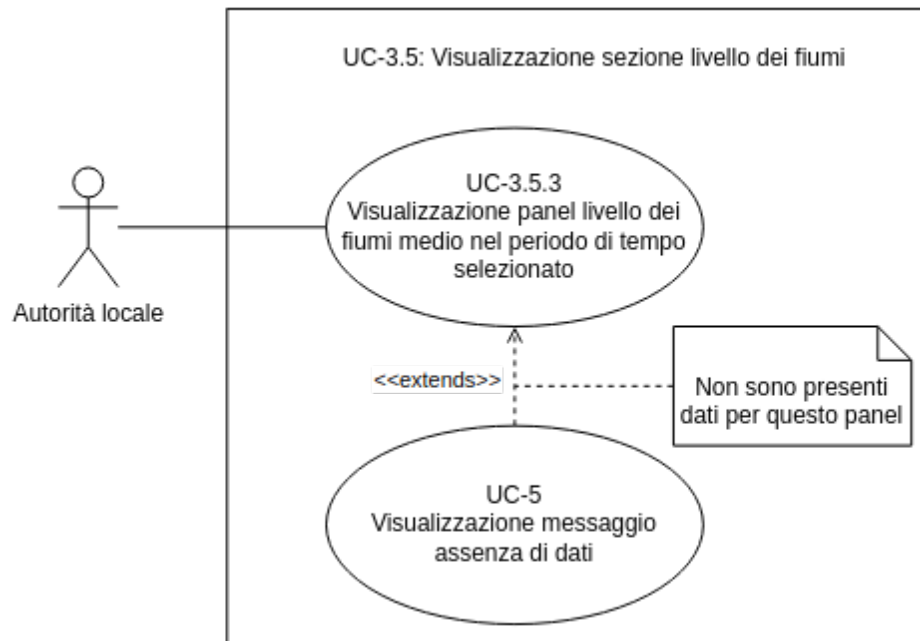 UC-3.5: Visualizzazione sezione livello dei fiumi
UC-3.5.3
Visualizzazione panel livello dei
fiumi medio nel periodo di tempo
selezionato
Autorità locale
<<extends>>
Non sono presenti
dati per questo panel
UC-5
Visualizzazione messaggio
assenza di dati